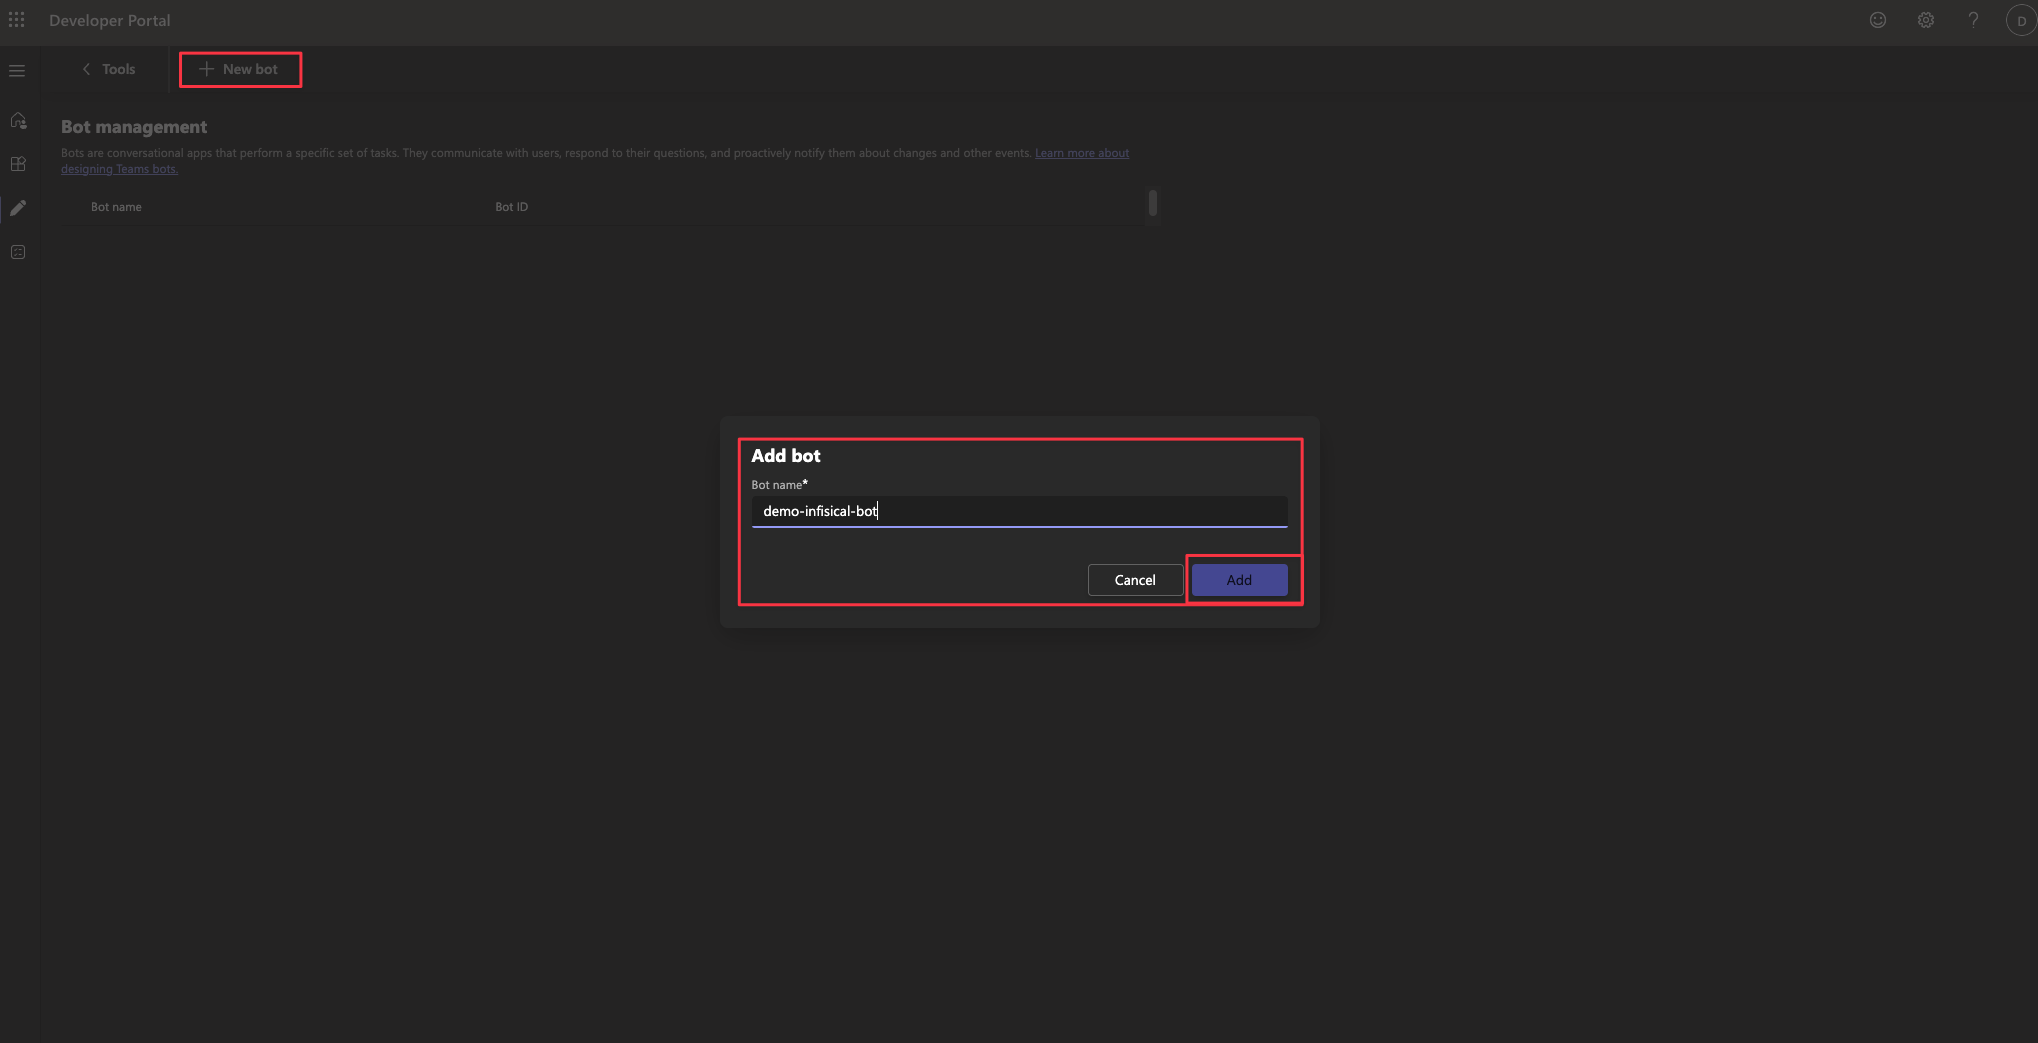 Developer Portal
?
D
Tools
New bot
Bot management
Bots are conversational apps that perform a specific set of tasks. They communicate with users, respond to their questions, and proactively notify them about changes and other events. Learn more about
designing Teams bots.
Bot name
Bot ID
Add bot
Bot name*
demo-infisical-bot
Cancel
Add